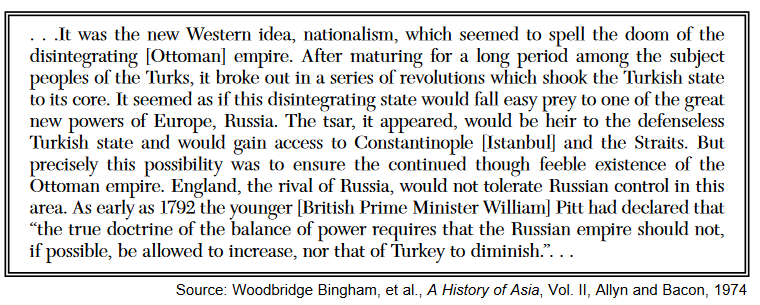 . . .It was the new Western idea, nationalism, which seemed to spell the doom of the
disintegrating [Ottoman] empire. After maturing for a long period among the subject
peoples of the Turks, it broke out in a series of revolutions which shook the Turkish state
to its core. It seemed as if this disintegrating state would fall easy prey to one of the great
new powers of Europe, Russia. The tsar, it appeared, would be heir to the defenseless
Turkish state and would gain access to Constantinople [Istanbul] and the Straits. But
precisely this possibility was to ensure the continued though feeble existence of the
Ottoman empire. England, the rival of Russia, would not tolerate Russian control in this
area. As early as 1792 the younger [British Prime Minister William] Pitt had declared that
“the true doctrine of the balance of power requires that the Russian empire should not,
if possible, be allowed to increase, nor that of Turkey to diminish.”. . .
Source: Woodbridge Bingham, et al., A History of Asia, Vol. II, Allyn and Bacon, 1974